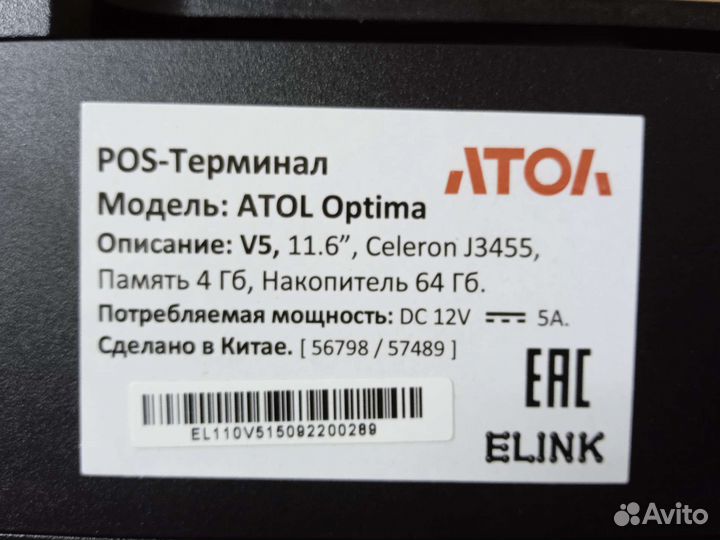 POS-Терминал
АТОЛ
Модель: ATOL Optima
Описание: V5, 11.6”, Celeron J3455,
Память 4 Гб, Накопитель 64 Гб.
Потребляемая мощность: DC 12V 5A.
Сделано в Китае. [ 56798 / 57489 ]
EAC
EL110V515092200289
ELINK
Avito